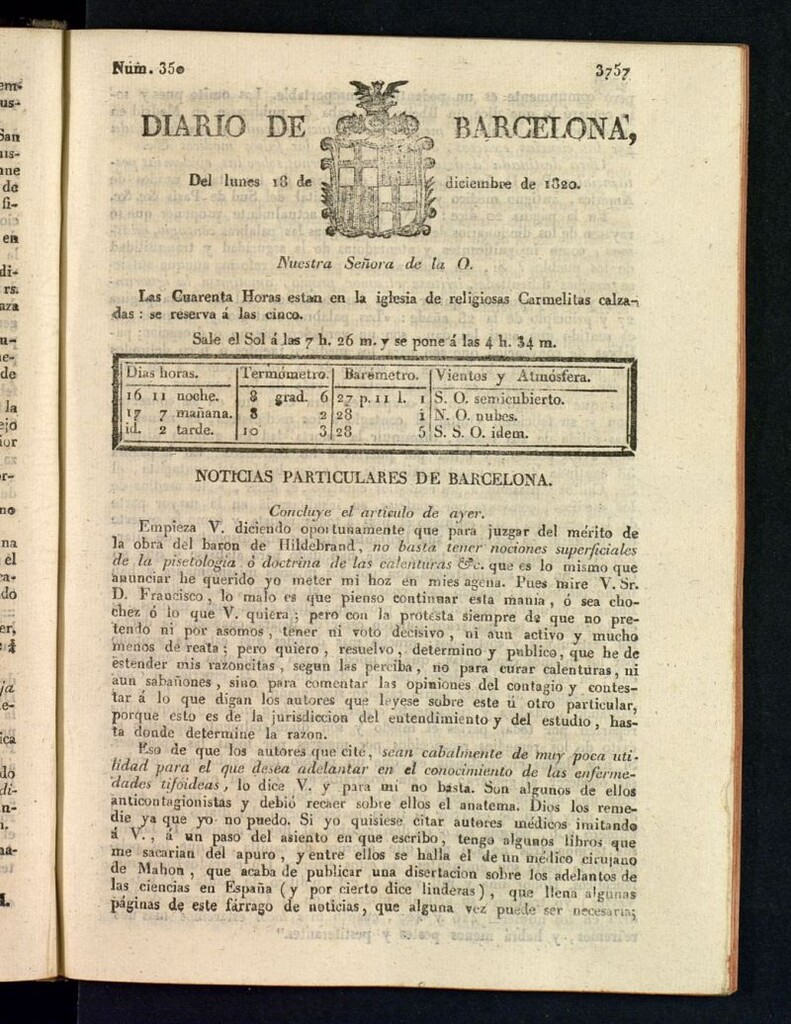 Núm. 350
3757
DIARIO DE BARCELONA,
Del lunes 18 de diciembre de 1820.
Nuestra Señora de la O.
Las Cuarenta Horas estan en la iglesia de religiosas Carmelitas calza-
das : se reserva á las cinco.
Sale el Sol á las 7 h. 26 m. y se pone á las 4 h. 34 m.
Dias horas. Termómetro. Barómetro. Vientos y Atmósfera.
16 11 noche. 8 grad. 6 27 p. 11 l. 1 S. O. semicubierto.
17 7 mañana. 8 2 28 1 N. O. nubes.
id. 2 tarde. 10 3 28 5 S. S. O. idem.
NOTICIAS PARTICULARES DE BARCELONA.
Concluye el articulo de ayer.
Empieza V. diciendo oportunamente que para juzgar del mérito de
la obra del baron de Hildebrand, no basta tener nociones superficiales
de la pisetologia ó doctrina de las calenturas &c. que es lo mismo que
anunciar he querido yo meter mi hoz en mies agena. Pues mire V. Sr.
D. Francisco, lo malo es que pienso continuar esta mania, ó sea cho-
chez ó lo que V. quiera ; pero con la protesta siempre de que no pre-
tendo ni por asomos, tener ni voto decisivo, ni aun activo y mucho
menos de reata ; pero quiero, resuelvo, determino y publico, que he de
estender mis razoncitas, segun las perciba, no para curar calenturas, ni
aun sabañones, sino para comentar las opiniones del contagio y contes-
tar á lo que digan los autores que leyese sobre este ú otro particular,
porque esto es de la jurisdiccion del entendimiento y del estudio, has-
ta donde determine la razon.
Eso de que los autores que cité, sean cabalmente de muy poca uti-
lidad para el que desea adelantar en el conocimiento de las enferme-
dades tifoideas, lo dice V. y para mí no basta. Son algunos de ellos
anticontagionistas y debió recaer sobre ellos el anatema. Dios los reme-
die ya que yo no puedo. Si yo quisiese citar autores médicos imitando
á V., á un paso del asiento en que escribo, tengo algunos libros que
me sacarian del apuro, y entre ellos se halla el de un médico cirujano
de Mahon, que acaba de publicar una disertacion sobre los adelantos de
las ciencias en España (y por cierto dice linderas), que llena algunas
páginas de este fárrago de noticias, que alguna vez puede ser necesaria;